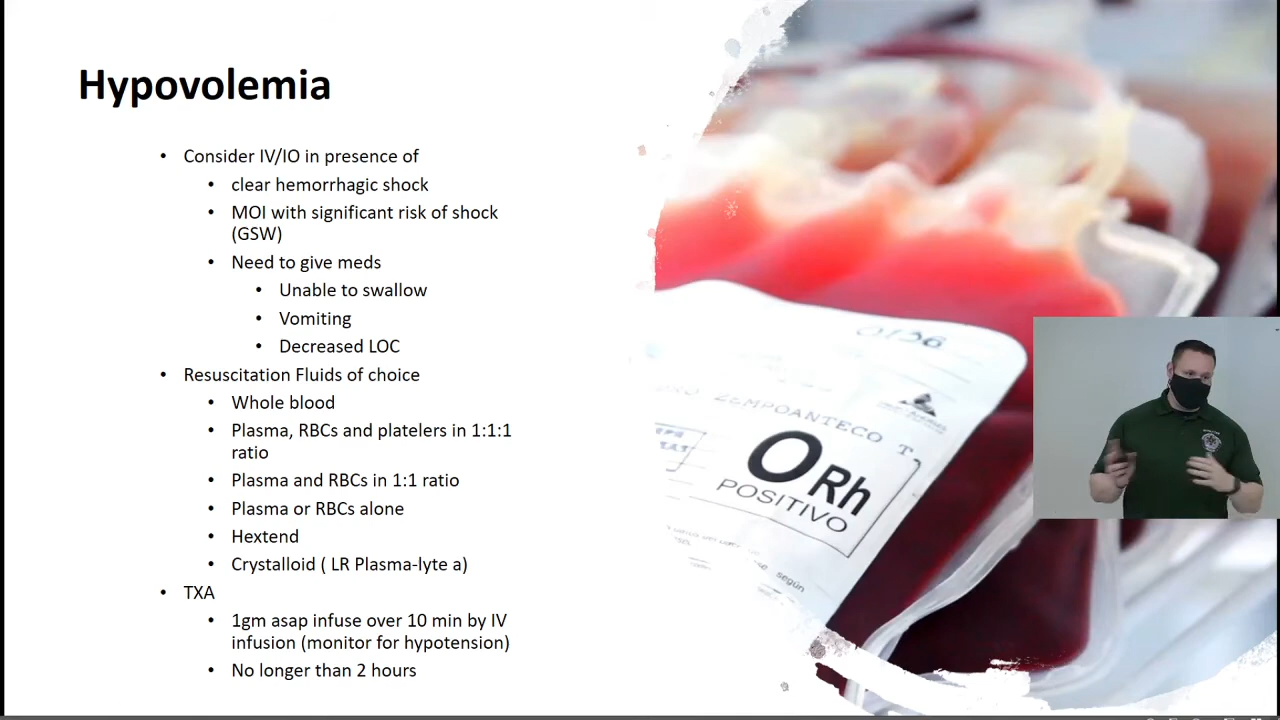 Hypovolemia
• Consider IV/IO in presence of
• clear hemorrhagic shock
• MOI with significant risk of shock
(GSW)
• Need to give meds
• Unable to swallow
• Vomiting
• Decreased LOC
• Resuscitation Fluids of choice
• Whole blood
• Plasma, RBCs and platelers in 1:1:1
ratio
• Plasma and RBCs in 1:1 ratio
• Plasma or RBCs alone
• Hextend
• Crystalloid ( LR Plasma-lyte a)
• TXA
• 1gm asap infuse over 10 min by IV
infusion (monitor for hypotension)
• No longer than 2 hours
ZEMPOANTECO T
O Rh
POSITIVO
según